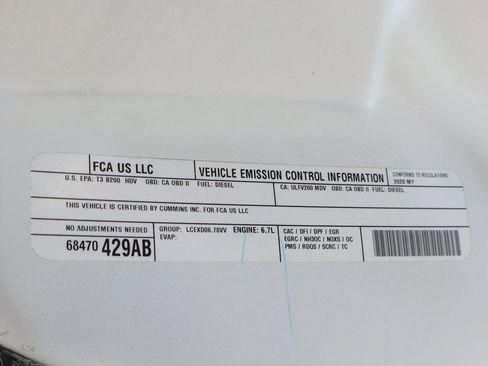 FCA US LLC VEHICLE EMISSION CONTROL INFORMATION CONFORMS TO REGULATIONS:
2020 MY
U.S. EPA: T3 B200 HDV OBD: CA OBD II FUEL: DIESEL CA: ULEV200 MDV OBD: CA OBD II FUEL: DIESEL
THIS VEHICLE IS CERTIFIED BY CUMMINS INC. FOR FCA US LLC
NO ADJUSTMENTS NEEDED
68470 429AB
GROUP: LCEXD06.78VV ENGINE: 6.7L
EVAP:
CAC / DFI / DPF / EGR
EGRC / NH3OC / NOXS / OC
PMS / RDQS / SCRC / TC